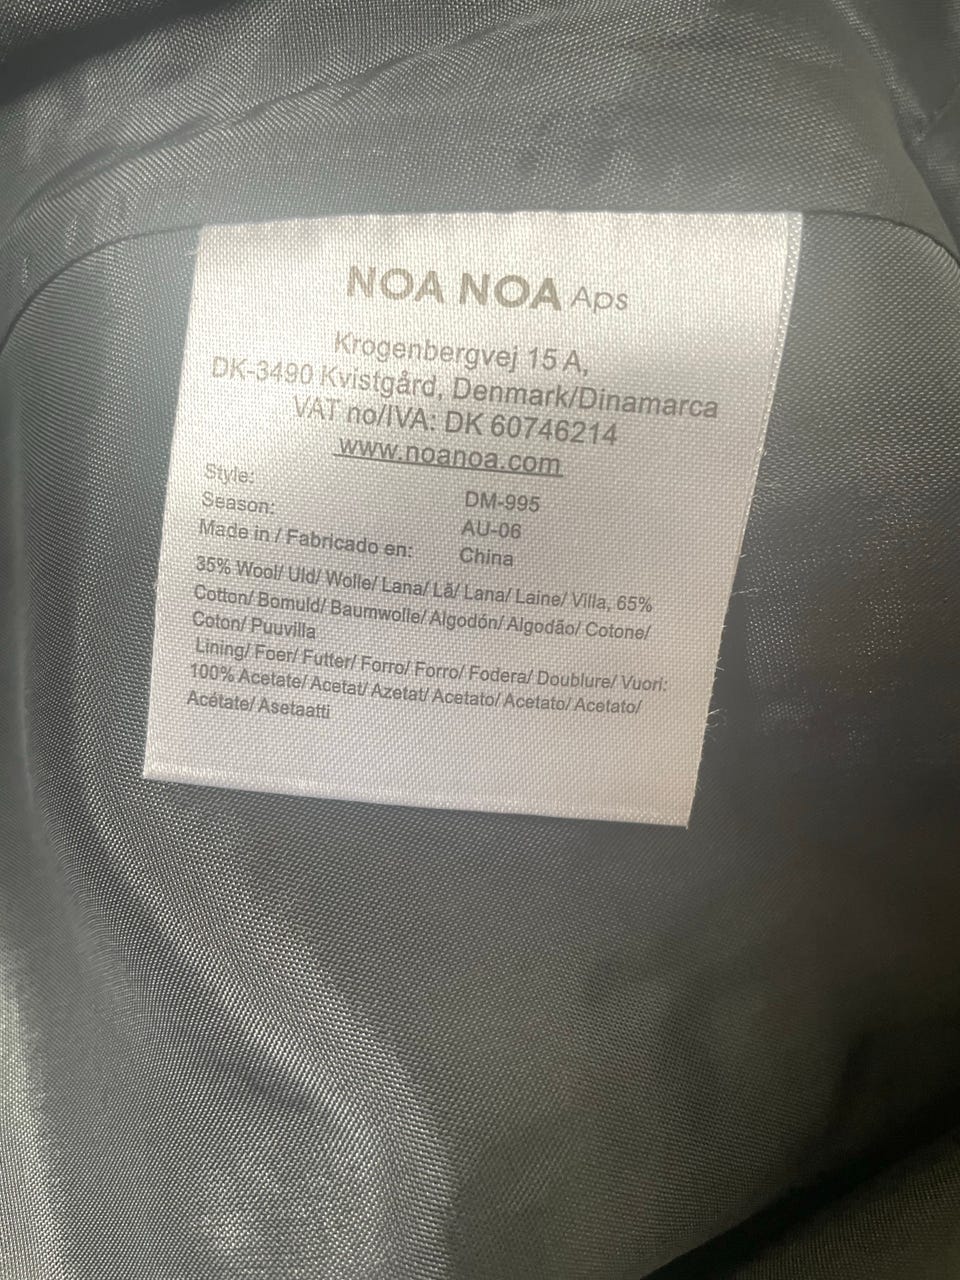 NOA NOA Aps
Krogenbergvej 15 A,
DK-3490 Kvistgård, Denmark/Dinamarca
VAT no/IVA: DK 60746214
www.noanoa.com
Style: DM-995
Season: AU-06
Made in / Fabricado en: China
35% Wool/ Uld/ Wolle/ Lana/ Lã/ Lana/ Laine/ Villa, 65%
Cotton/ Bomuld/ Baumwolle/ Algodón/ Algodão/ Cotone/
Coton/ Puuvilla
Lining/ Foer/ Futter/ Forro/ Forro/ Fodera/ Doublure/ Vuori:
100% Acetate/ Acetat/ Azetat/ Acetato/ Acetato/ Acetato/
Acétate/ Asetaatti